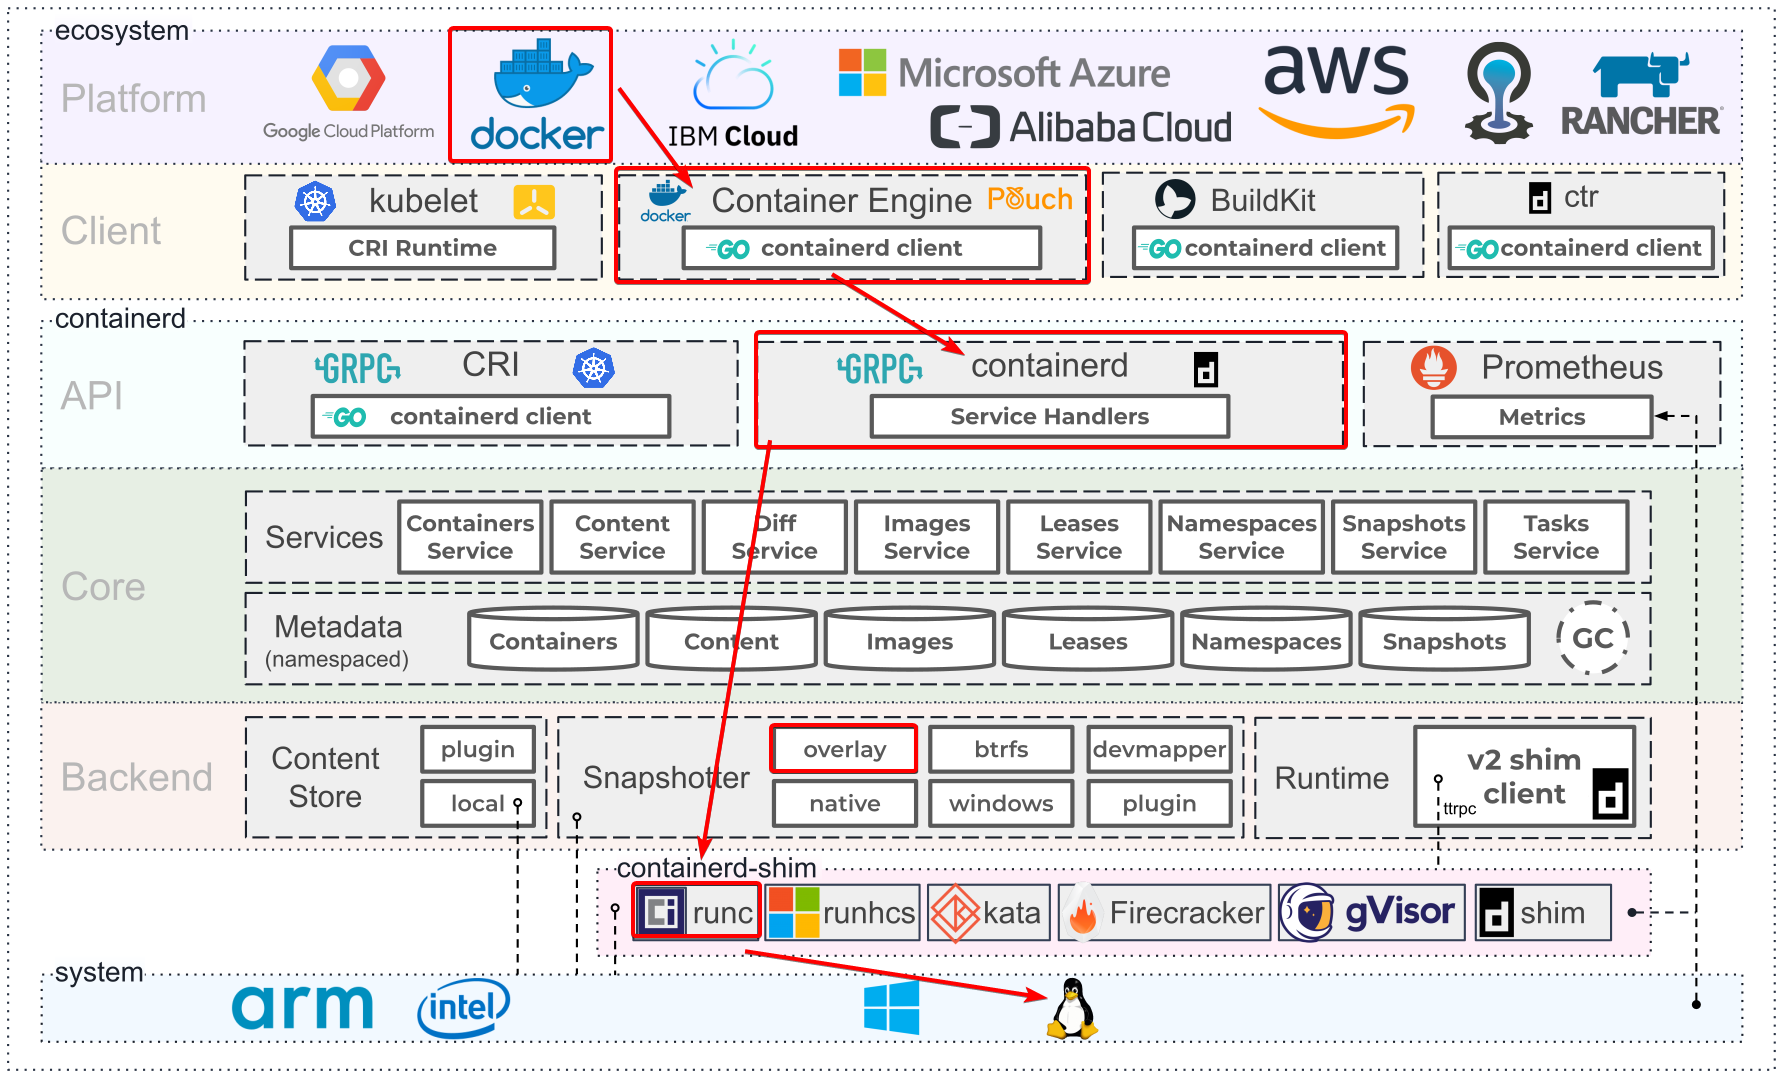 ecosystem
Platform
Google Cloud Platform
docker
IBM Cloud
Microsoft Azure
Alibaba Cloud
aws
RANCHER
Client
kubelet
CRI Runtime
docker
Container Engine
Pouch
GO containerd client
BuildKit
GO containerd client
ctr
GO containerd client
containerd
API
GRPC
CRI
GO containerd client
GRPC
containerd
d
Service Handlers
Prometheus
Metrics
Core
Services
Containers
Service
Content
Service
Diff
Service
Images
Service
Leases
Service
Namespaces
Service
Snapshots
Service
Tasks
Service
Metadata
(namespaced)
Containers
Content
Images
Leases
Namespaces
Snapshots
GC
Backend
Content
Store
plugin
local
Snapshotter
overlay
btrfs
devmapper
native
windows
plugin
Runtime
v2 shim
client
ttrpc
d
containerd-shim
runc
runhcs
kata
Firecracker
gVisor
d
shim
system
arm
intel